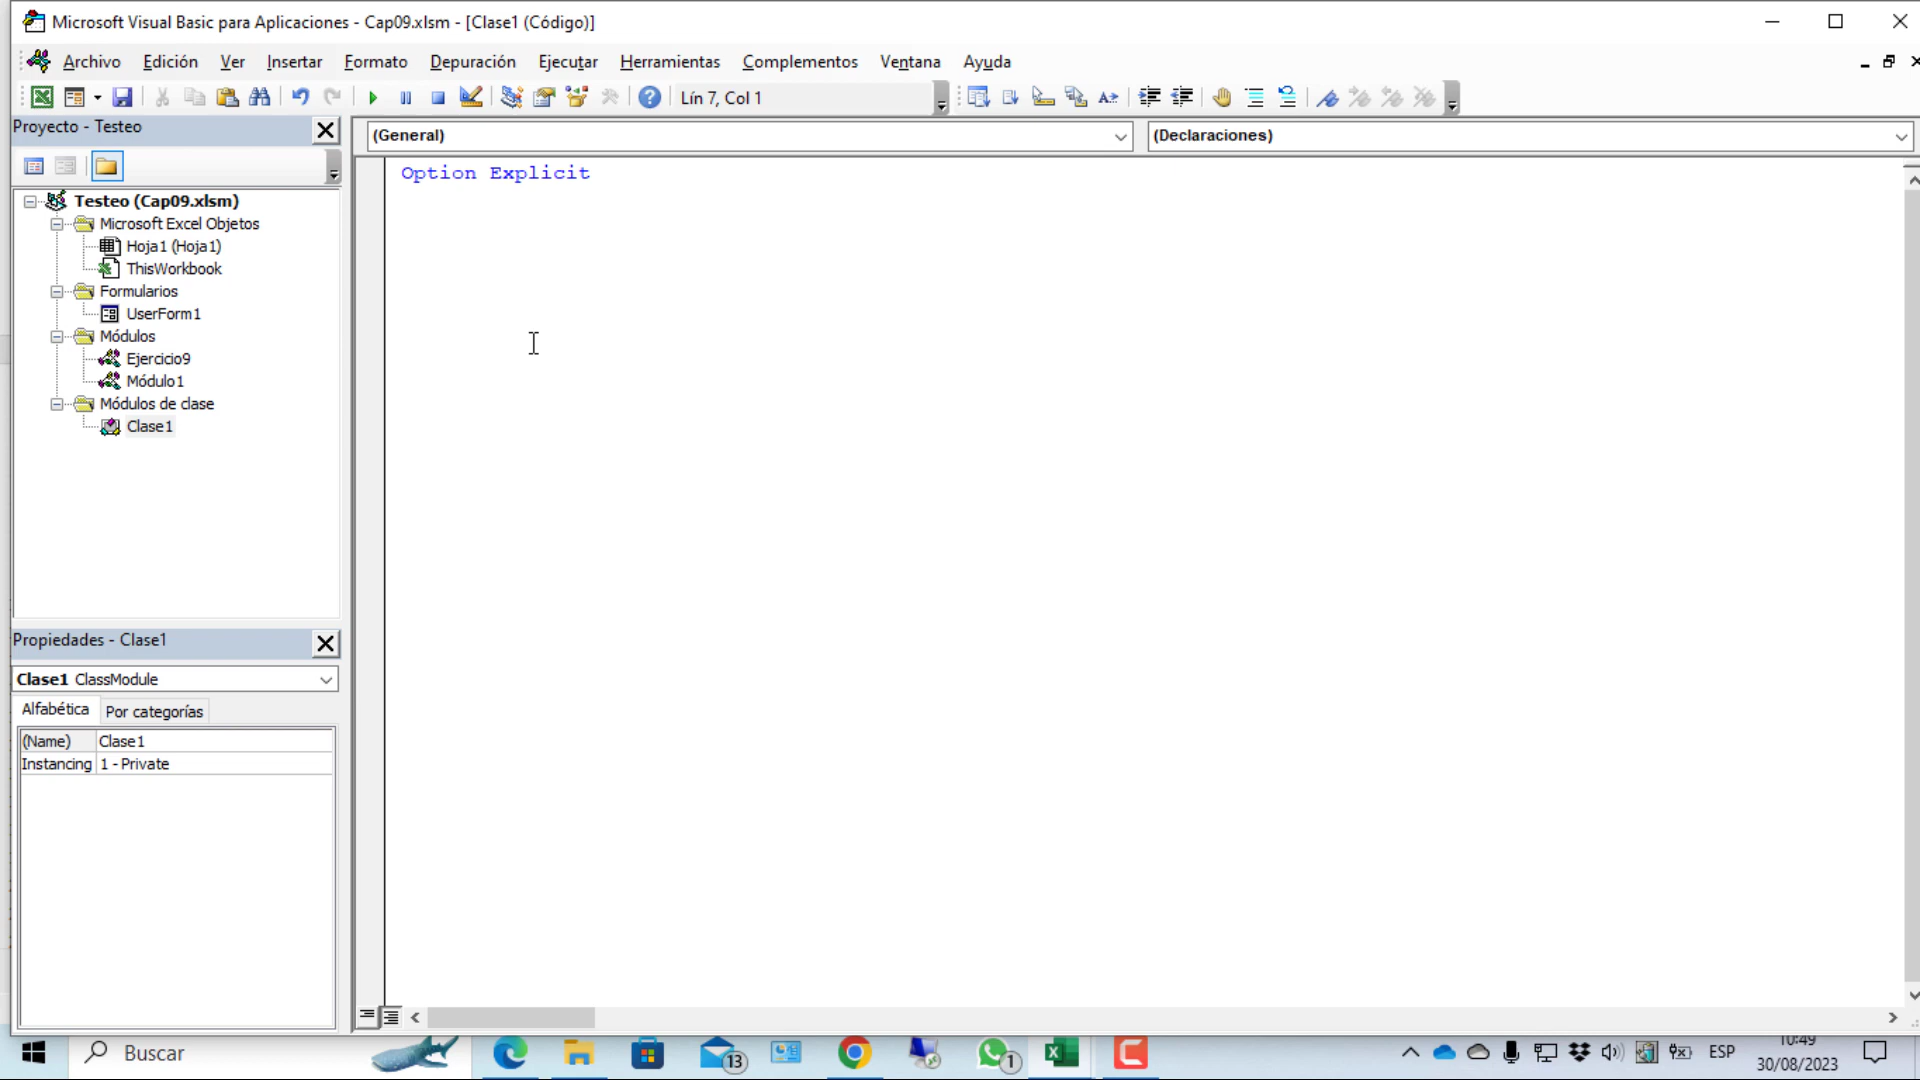 Microsoft Visual Basic para Aplicaciones - Cap09.xlsm - [Clase1 (Código)]
Archivo Edición Ver Insertar Formato Depuración Ejecutar Herramientas Complementos Ventana Ayuda
Lín 7, Col 1
Proyecto - Testeo
(General) (Declaraciones)
Option Explicit
Testeo (Cap09.xlsm)
Microsoft Excel Objetos
Hoja1 (Hoja1)
ThisWorkbook
Formularios
UserForm1
Módulos
Ejercicio9
Módulo1
Módulos de clase
Clase1
Propiedades - Clase1
Clase1 ClassModule
Alfabética Por categorías
(Name) Clase1
Instancing 1 - Private
Buscar 13 1 ESP 10:49
30/08/2023